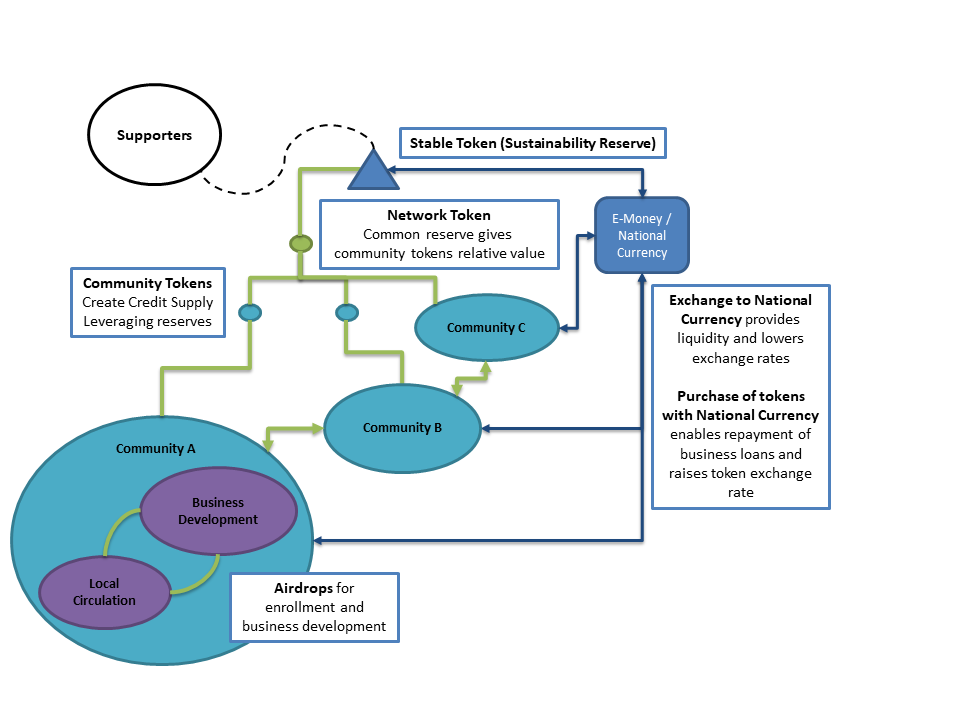 Supporters
Stable Token (Sustainability Reserve)
Network Token
Common reserve gives
community tokens relative value
E-Money /
National
Currency
Community Tokens
Create Credit Supply
Leveraging reserves
Community C
Exchange to National
Currency provides
liquidity and lowers
exchange rates
Purchase of tokens
with National Currency
enables repayment of
business loans and
raises token exchange
rate
Community B
Community A
Business
Development
Local
Circulation
Airdrops for
enrollment and
business development